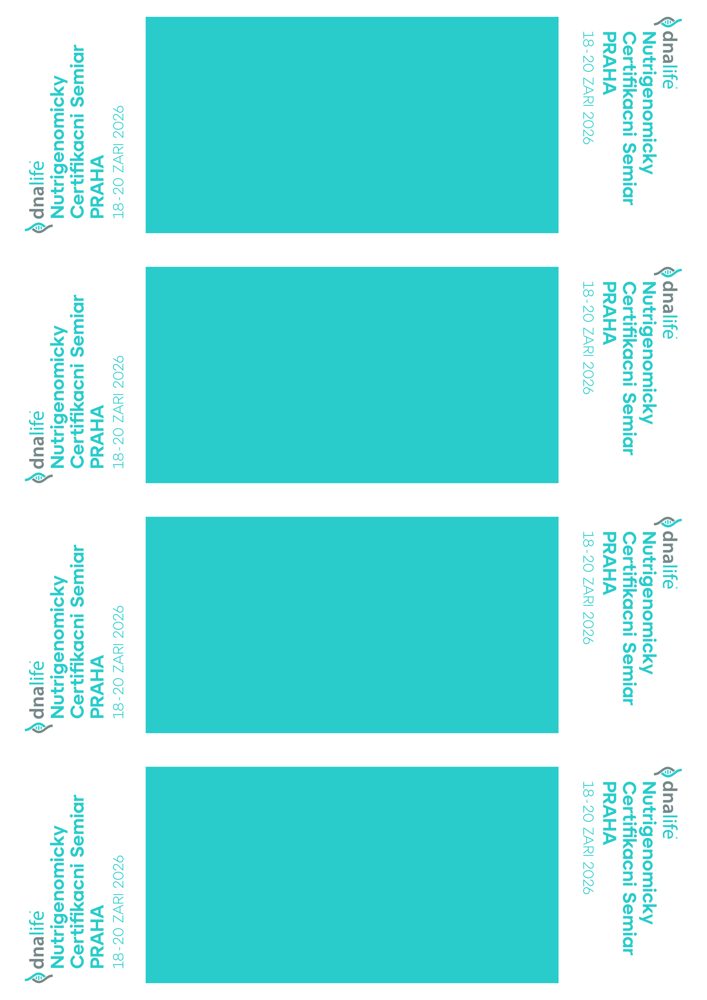 dnalife
Nutrigenomicky
Certifikacni Semiar
PRAHA
18-20 ZARI 2026
dnalife
Nutrigenomicky
Certifikacni Semiar
PRAHA
18-20 ZARI 2026
dnalife
Nutrigenomicky
Certifikacni Semiar
PRAHA
18-20 ZARI 2026
dnalife
Nutrigenomicky
Certifikacni Semiar
PRAHA
18-20 ZARI 2026
dnalife
Nutrigenomicky
Certifikacni Semiar
PRAHA
18-20 ZARI 2026
dnalife
Nutrigenomicky
Certifikacni Semiar
PRAHA
18-20 ZARI 2026
dnalife
Nutrigenomicky
Certifikacni Semiar
PRAHA
18-20 ZARI 2026
dnalife
Nutrigenomicky
Certifikacni Semiar
PRAHA
18-20 ZARI 2026